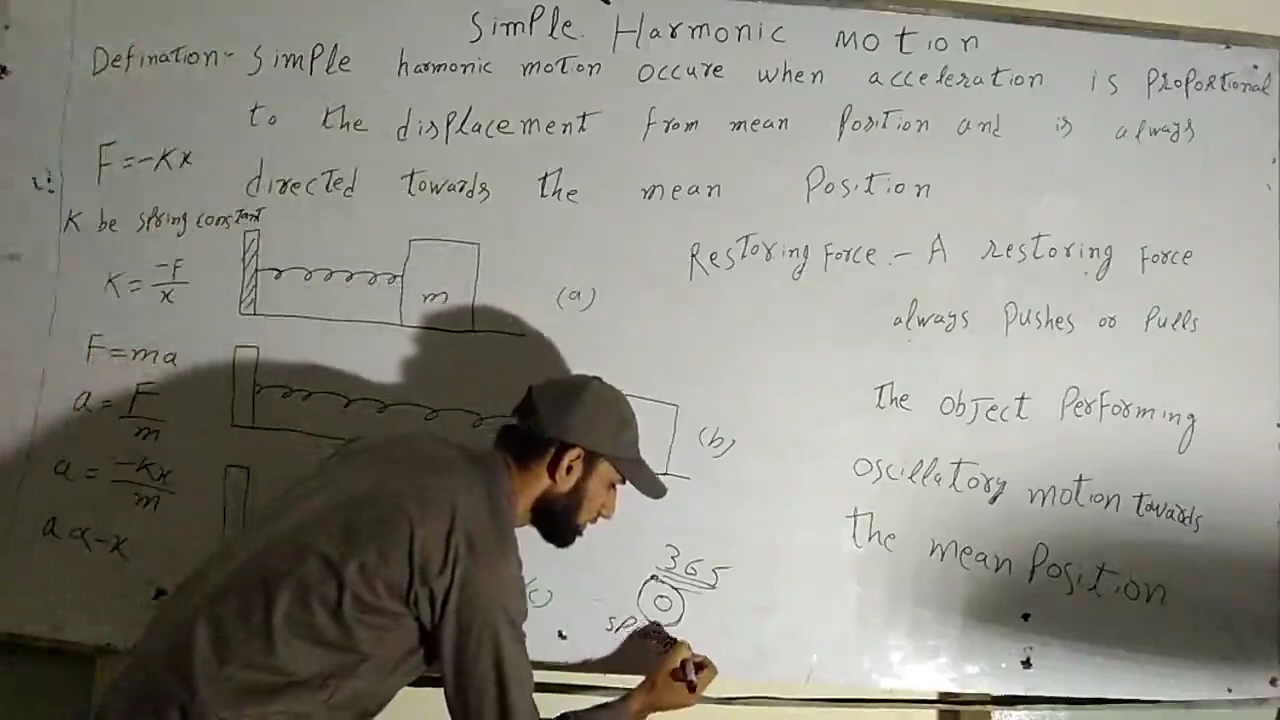 Simple Harmonic motion
Defination:- Simple harmonic motion occure when acceleration is proportional
to the displacement from mean position and is always
directed towards the mean position
F=-Kx
K be spring constant
K = -F/x
F=ma
a = F/m
a = -Kx/m
a ∝ -x
m
(a)
(b)
Restoring Force:- A restoring force
always pushes or pulls
the object performing
oscillatory motion towards
the mean position
365